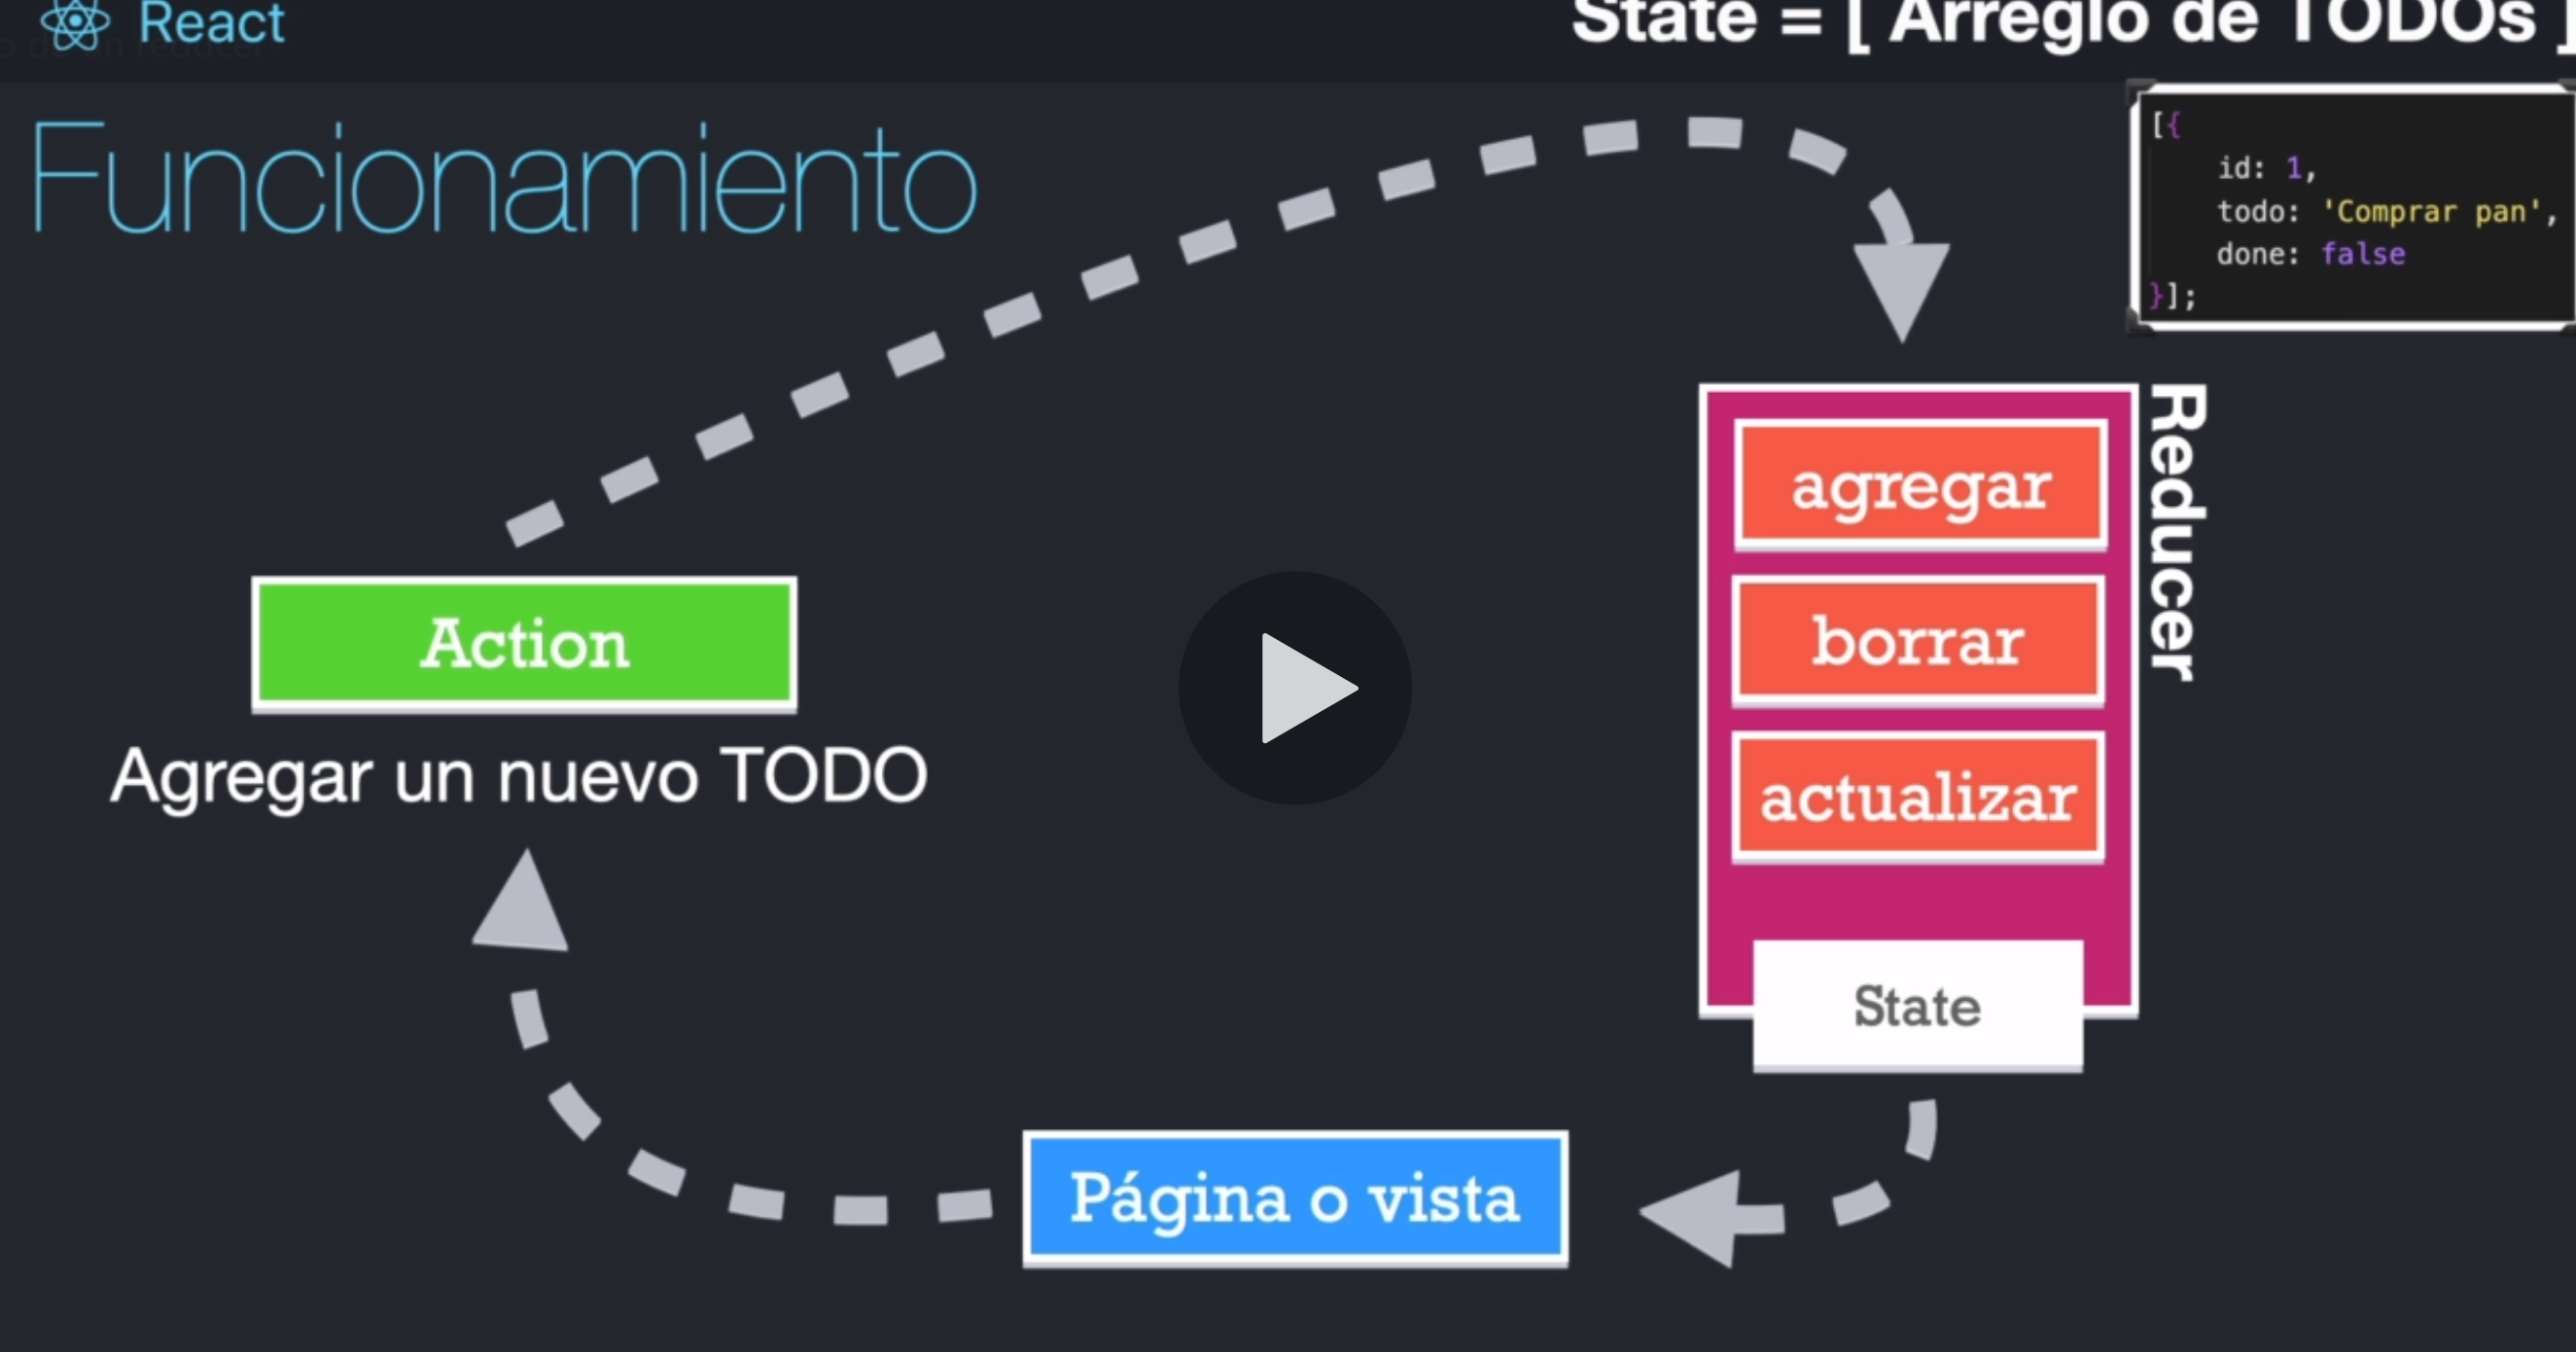 React
State = [ Arreglo de TODOs ]
Funcionamiento
[{
id: 1,
todo: 'Comprar pan',
done: false
}];
Reducer
agregar
borrar
actualizar
State
Action
Agregar un nuevo TODO
Página o vista